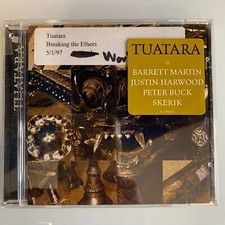 Tuatara
Breaking the Ethers
5/1/97
TUATARA
IS
BARRETT MARTIN
JUSTIN HARWOOD
PETER BUCK
SKERIK
TUATARA